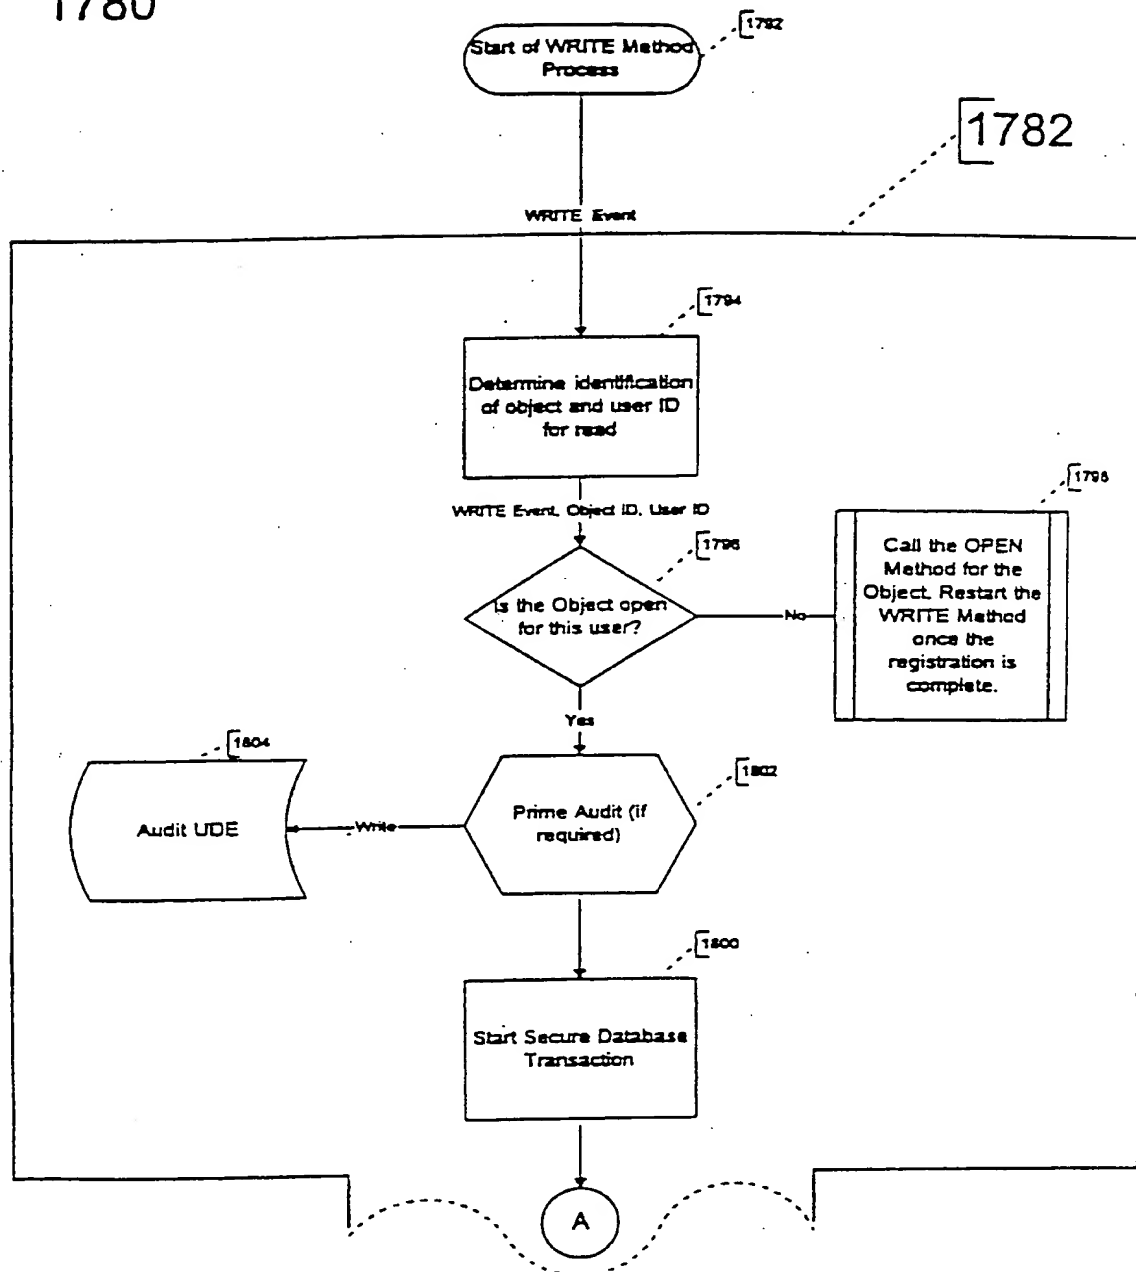 1780
1792
Start of WRITE Method
Process
1782
WRITE Event
1794
Determine identification
of object and user ID
for read
WRITE Event, Object ID, User ID
1796
Is the Object open
for this user?
No
Call the OPEN
Method for the
Object. Restart the
WRITE Method
once the
registration is
complete.
Yes
1804
Audit UDE
Write
1802
Prime Audit (if
required)
1800
Start Secure Database
Transaction
A